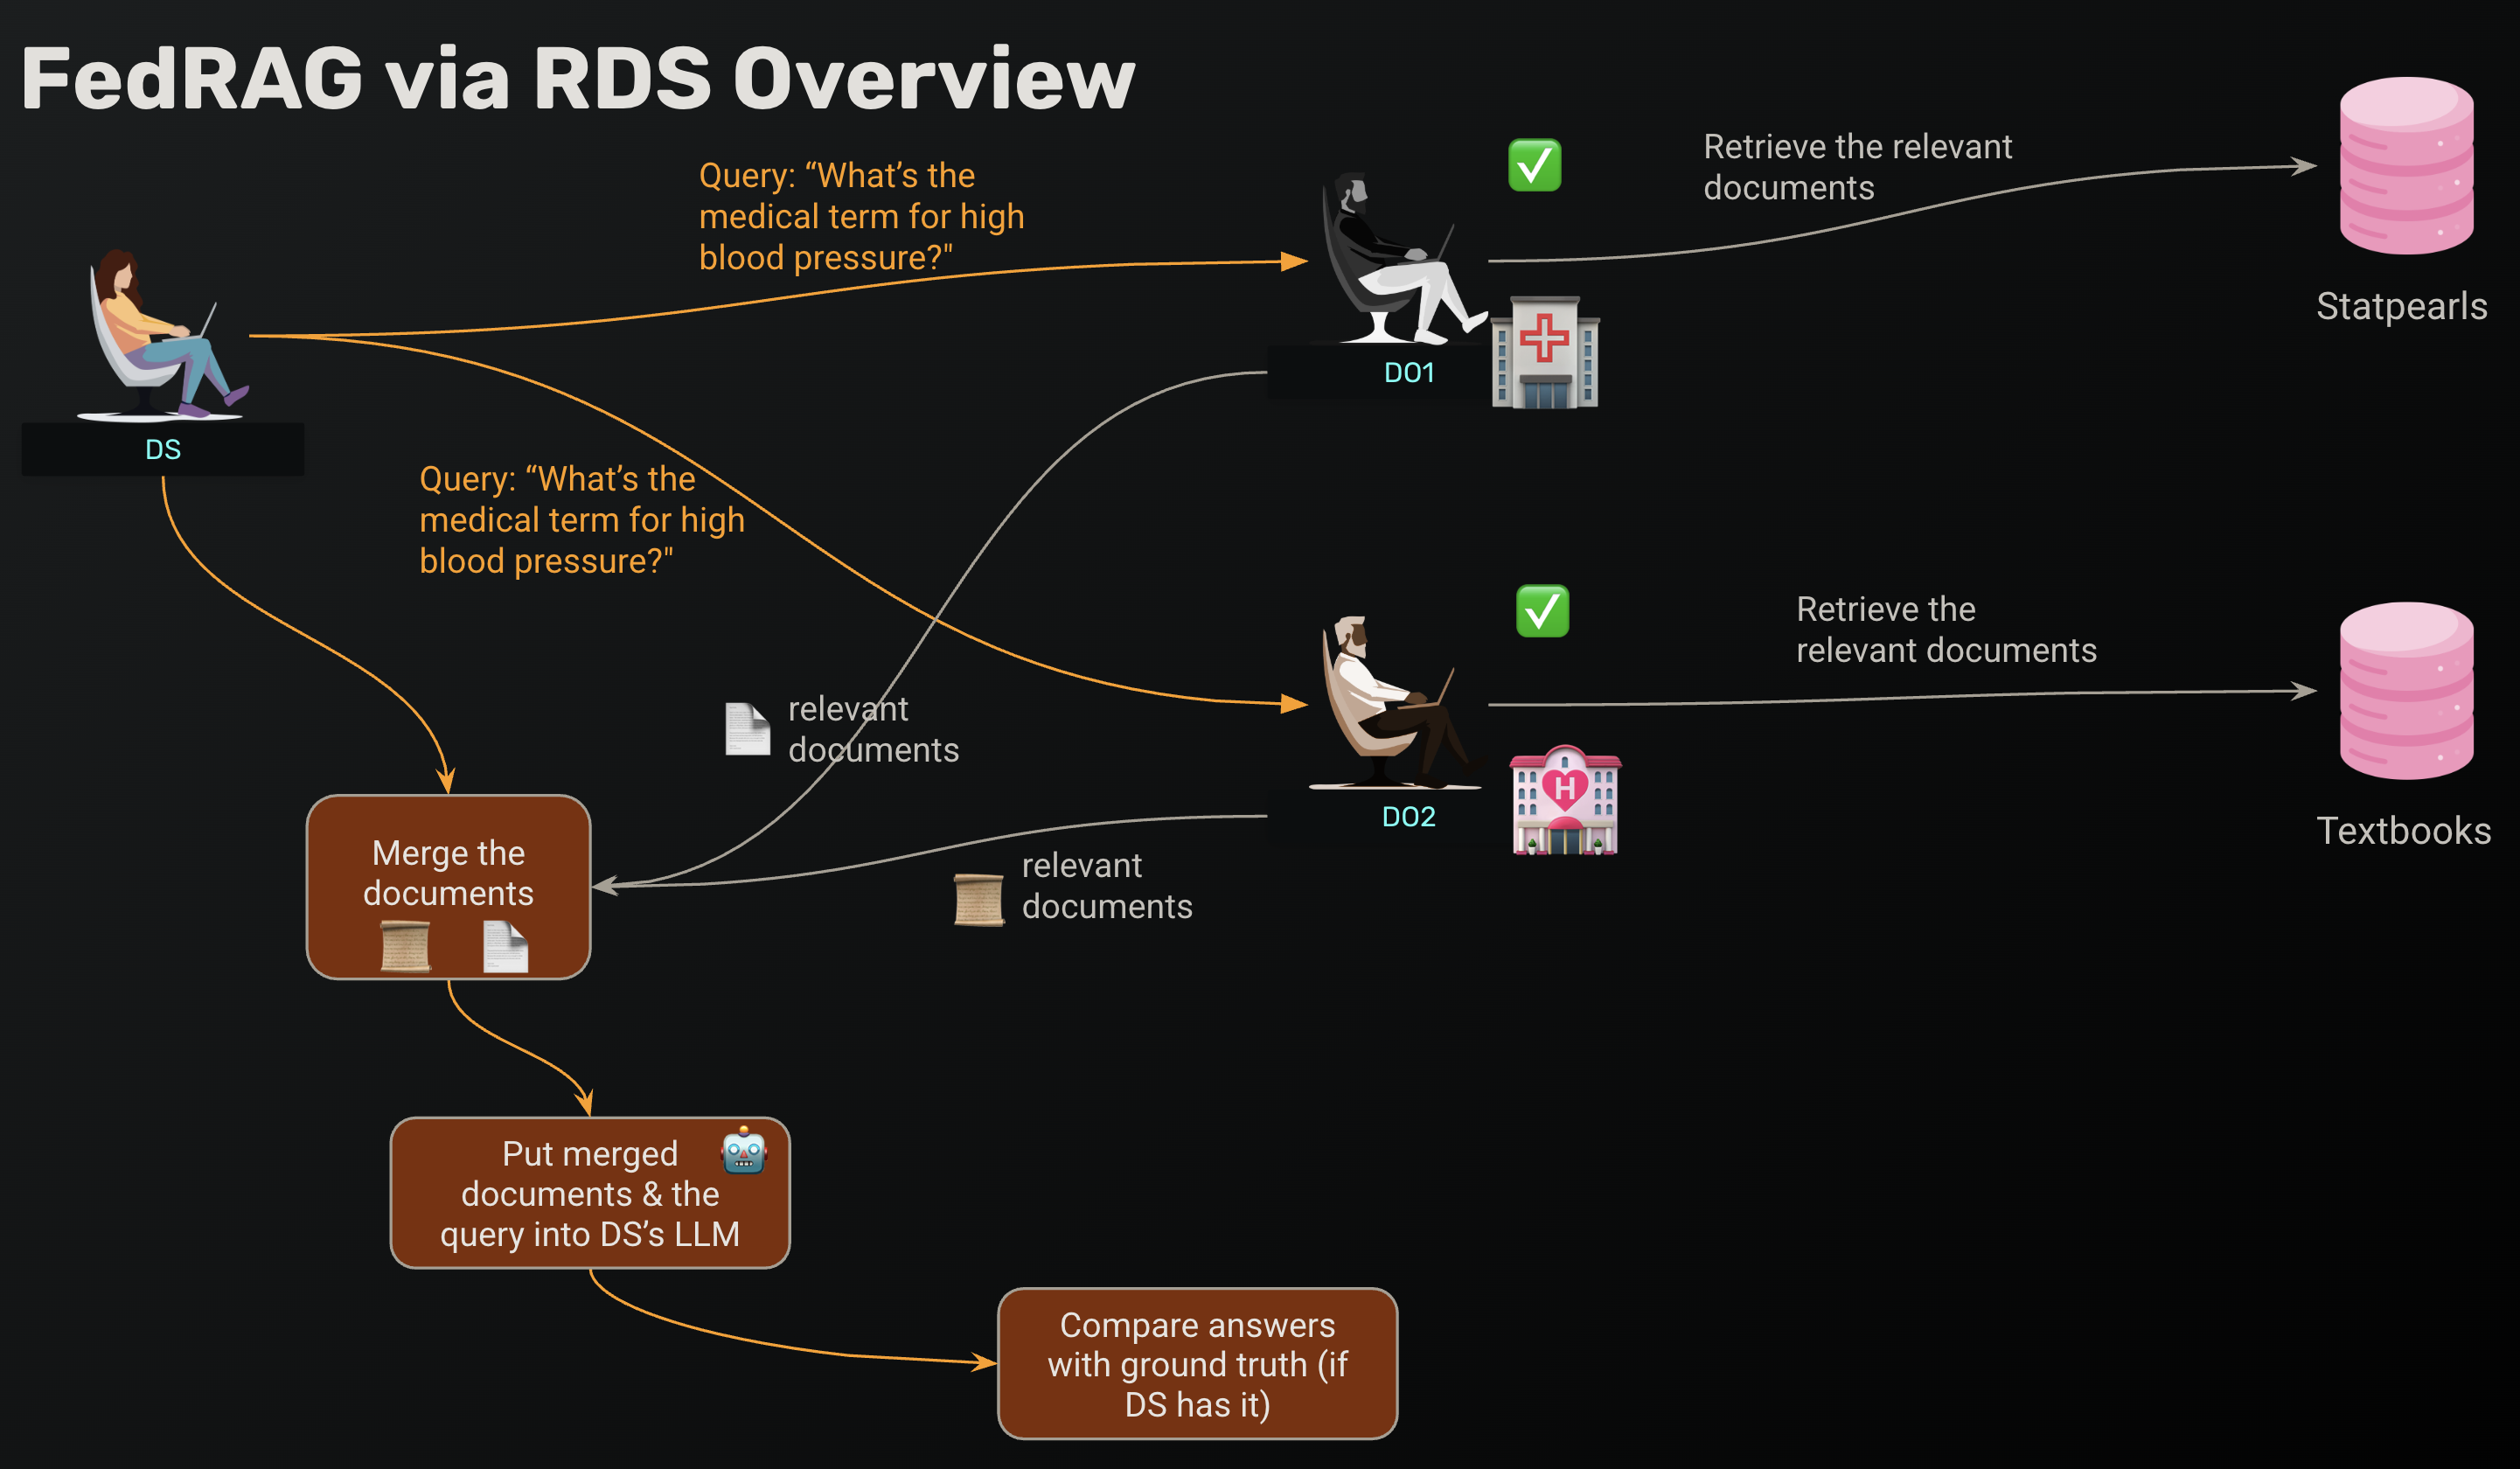 FedRAG via RDS Overview
Query: “What’s the
medical term for high
blood pressure?"
Retrieve the relevant
documents
Statpearls
DO1
DS
Query: “What’s the
medical term for high
blood pressure?"
Retrieve the
relevant documents
relevant
documents
DO2
H
Textbooks
Merge the
documents
relevant
documents
Put merged
documents & the
query into DS’s LLM
Compare answers
with ground truth (if
DS has it)